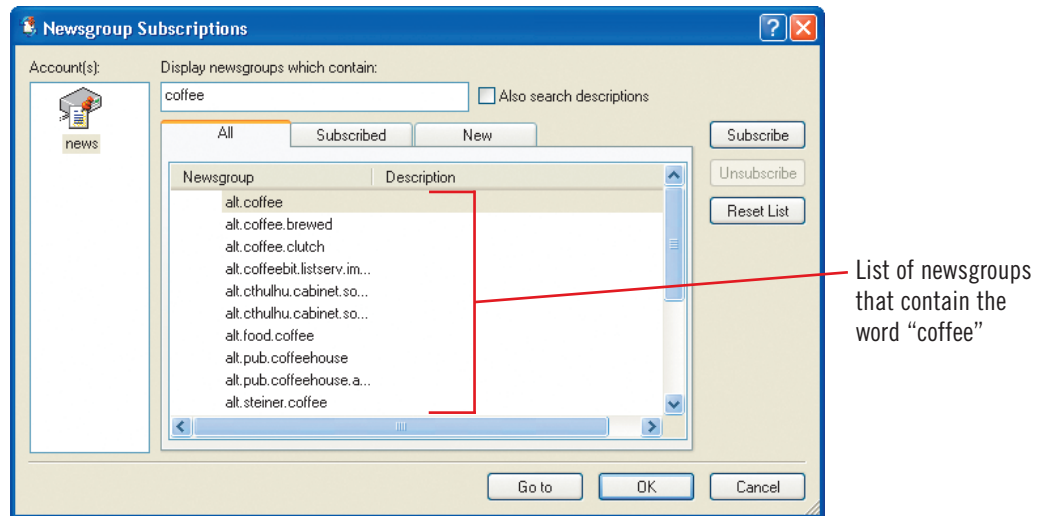 Newsgroup Subscriptions
Account(s):
Display newsgroups which contain:
coffee
Also search descriptions
news
All
Subscribed
New
Subscribe
Unsubscribe
Reset List
Newsgroup
Description
alt.coffee
alt.coffee.brewed
alt.coffee.clutch
alt.coffeebit.listserv.im...
alt.cthulhu.cabinet.so...
alt.cthulhu.cabinet.so...
alt.food.coffee
alt.pub.coffeehouse
alt.pub.coffeehouse.a...
alt.steiner.coffee
Go to
OK
Cancel
List of newsgroups
that contain the
word “coffee”